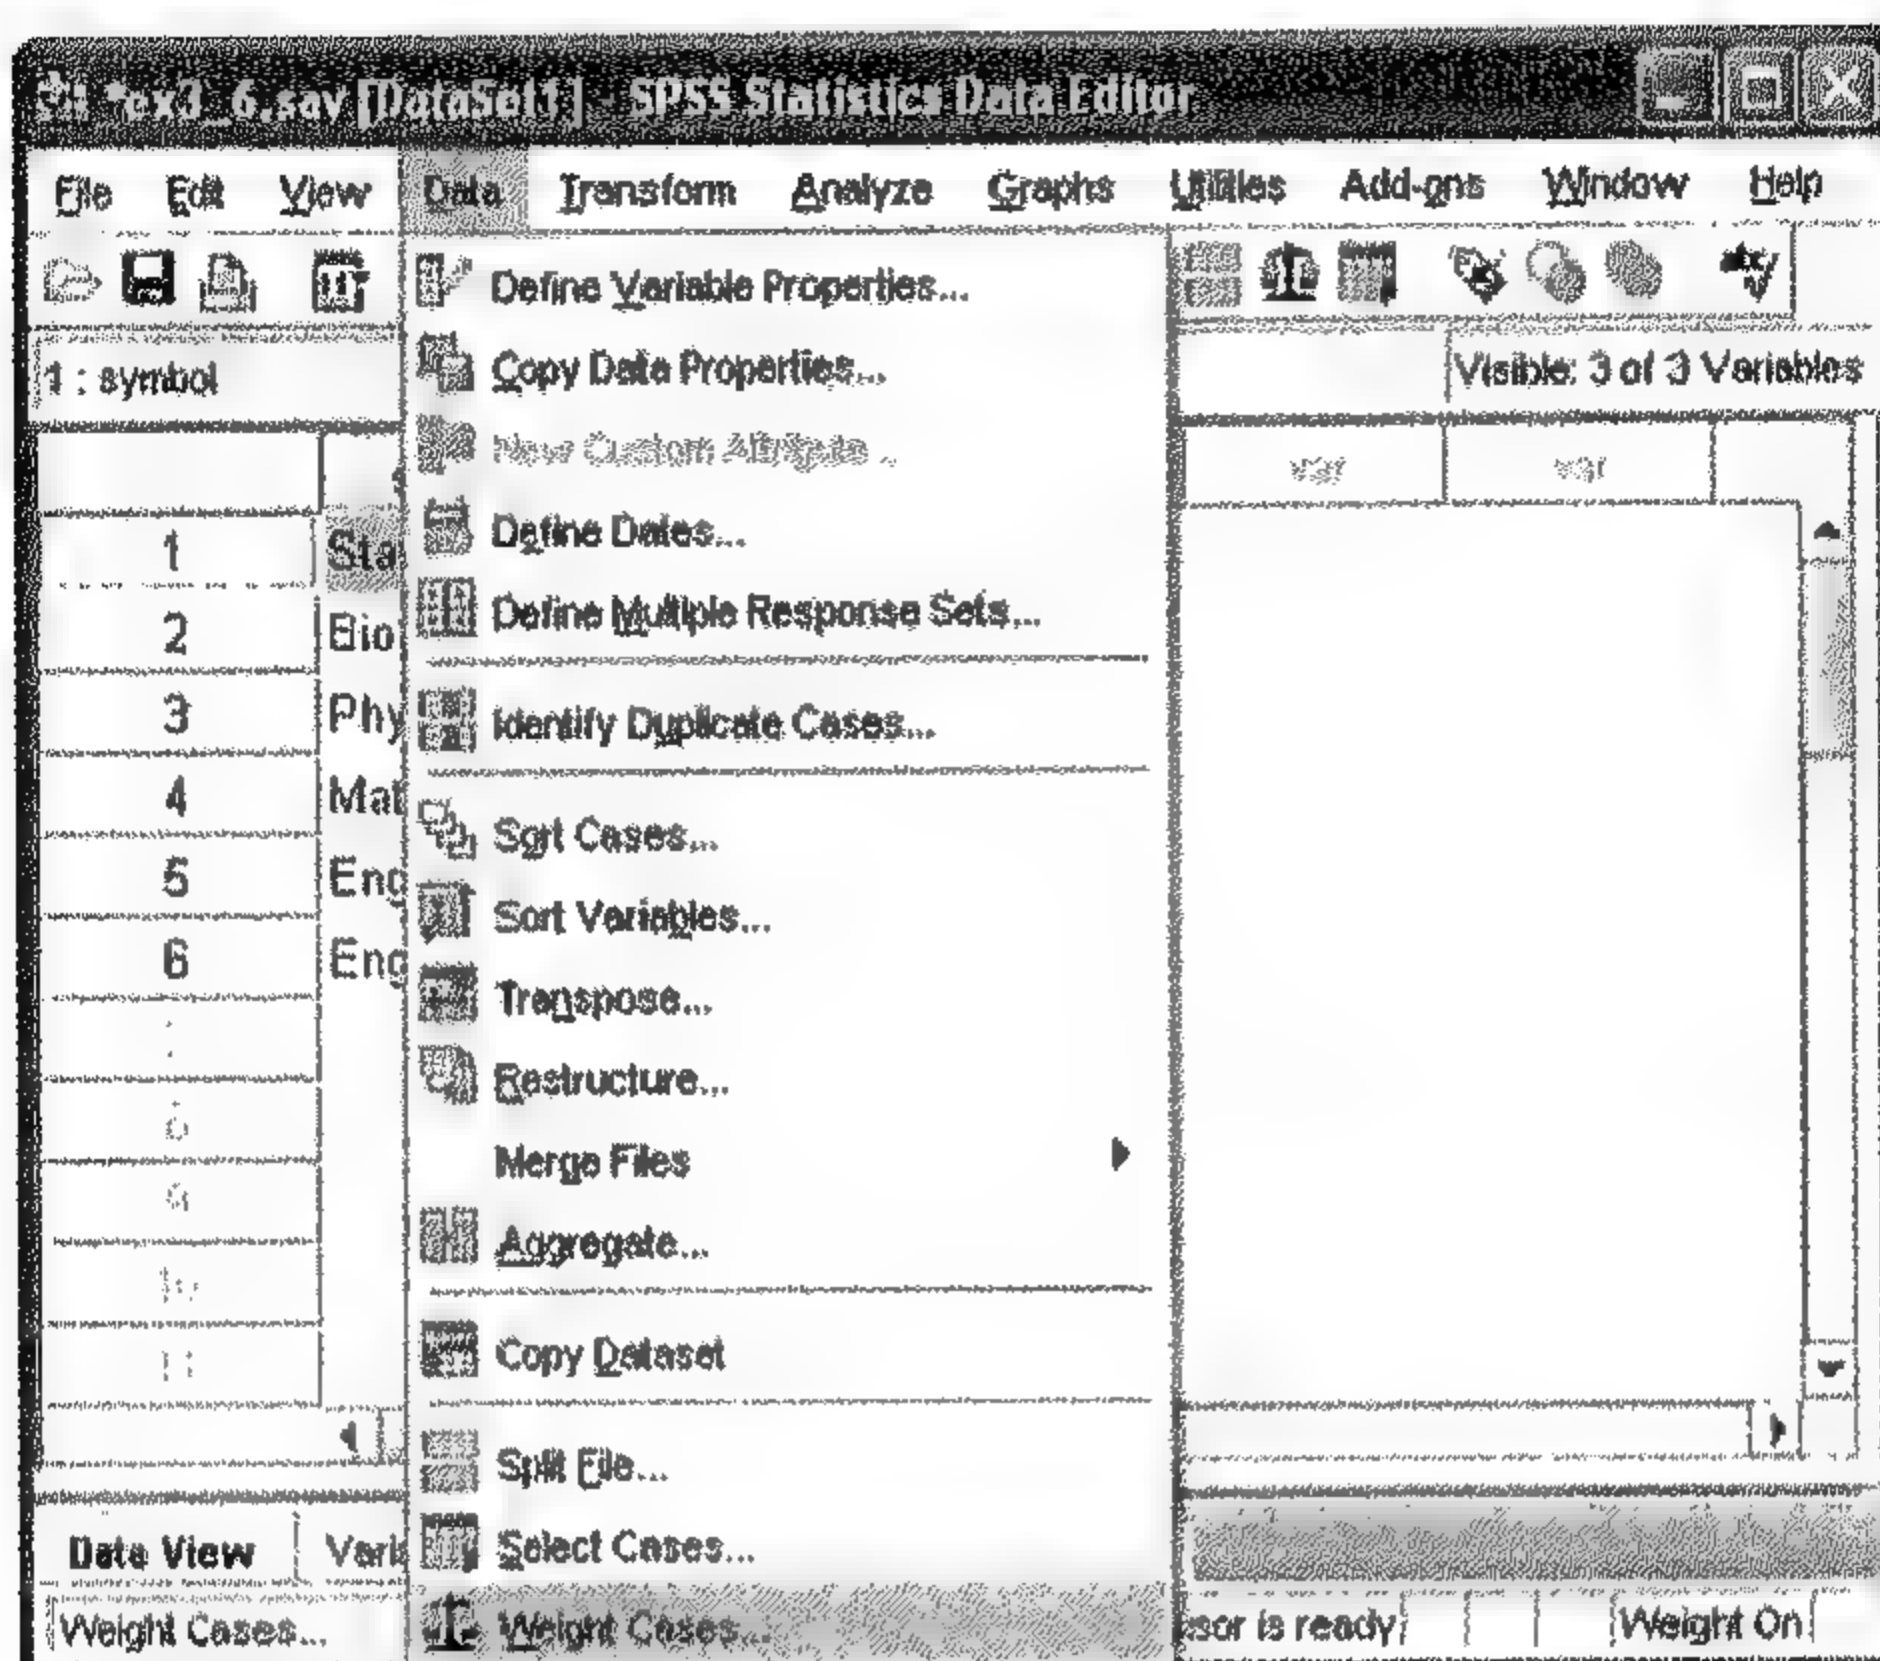 *ex3_6.sav [DataSet1] - SPSS Statistics Data Editor
File Edit View Data Transform Analyze Graphs Utilities Add-ons Window Help
1 : symbol
Visible: 3 of 3 Variables
Define Variable Properties...
Copy Data Properties...
New Custom Attribute...
Define Dates...
Define Multiple Response Sets...
Identify Duplicate Cases...
Sort Cases...
Sort Variables...
Transpose...
Restructure...
Merge Files
Aggregate...
Copy Dataset
Split File...
Select Cases...
Weight Cases...
var var
1 Sta
2 Bio
3 Phy
4 Mat
5 Eng
6 Eng
Data View Vari
Weight Cases...
sor is ready
Weight On